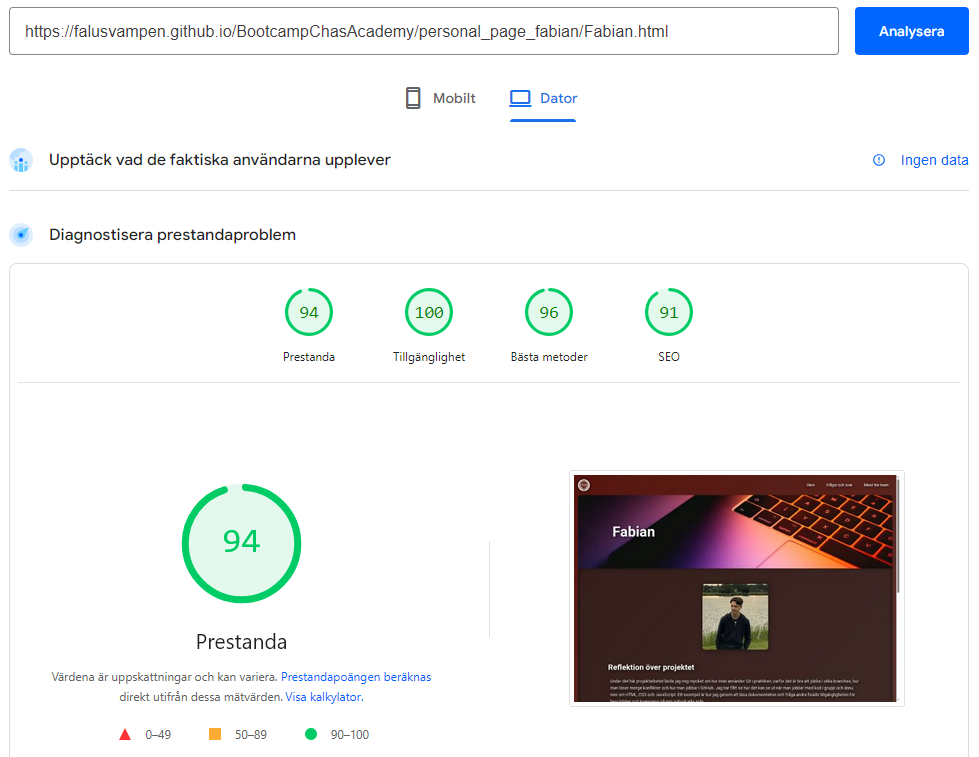 https://falusvampen.github.io/BootcampChasAcademy/personal_page_fabian/Fabian.html
Analysera
Mobilt
Dator
Upptäck vad de faktiska användarna upplever
Ingen data
Diagnostisera prestandaproblem
94
100
96
91
Prestanda
Tillgänglighet
Bästa metoder
SEO
94
Prestanda
Värdena är uppskattningar och kan variera. Prestandapoängen beräknas
direkt utifrån dessa mätvärden. Visa kalkylator.
0–49
50–89
90–100
Hem
Frågor och svar
Meet the team
Fabian
Reflektion över projektet